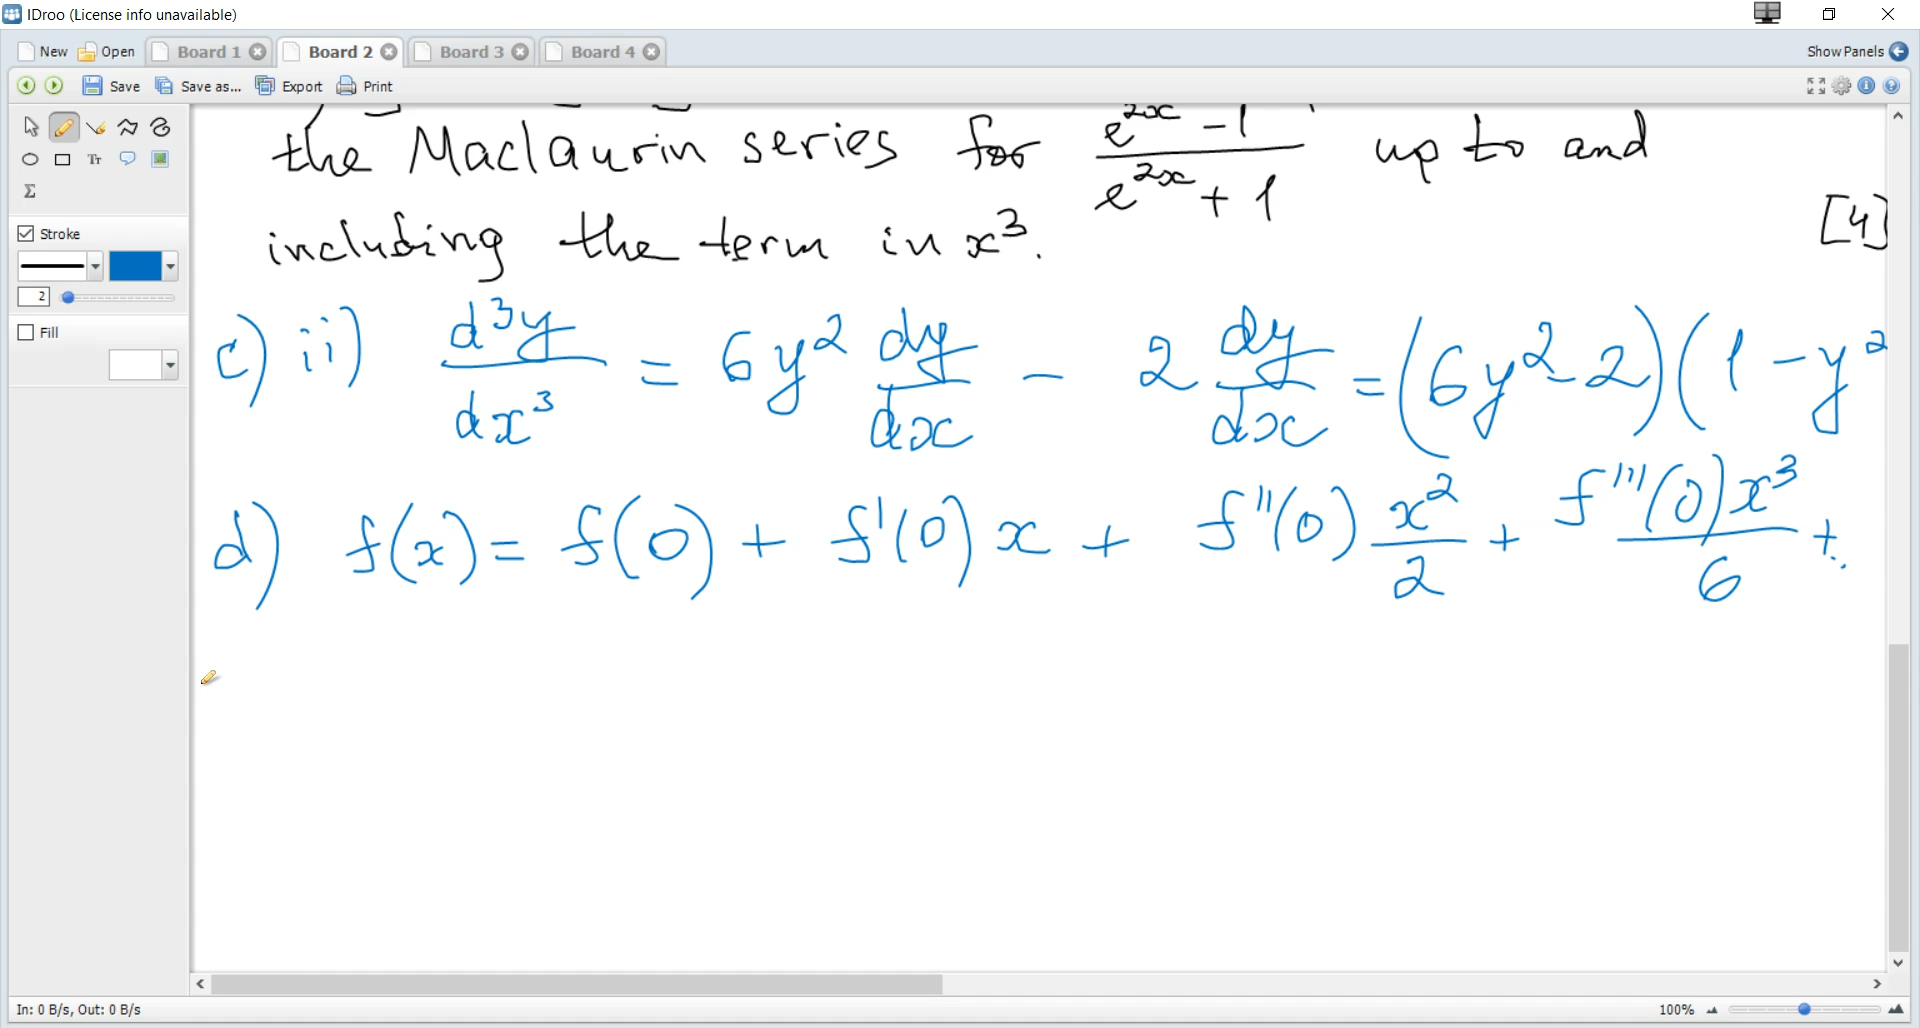 IDroo (License info unavailable)
New Open Board 1 Board 2 Board 3 Board 4 Show Panels
Save Save as... Export Print
Tr
Σ
Stroke
2
Fill
the Maclaurin series for (e^{2x} - 1)/(e^{2x} + 1) up to and
including the term in x³. [4]
c) ii) d³y/dx³ = 6y² dy/dx - 2 dy/dx = (6y² - 2)(1 - y²
d) f(x) = f(0) + f'(0) x + f''(0) x²/2 + f'''(0) x³/6 + ..
In: 0 B/s, Out: 0 B/s 100%